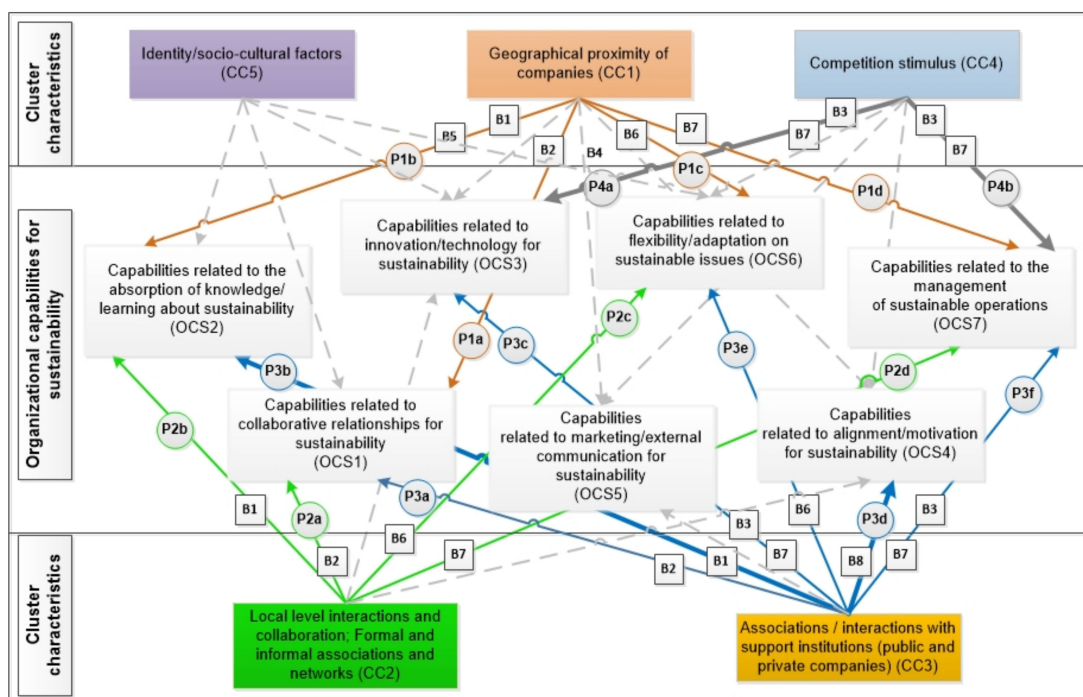 Cluster
characteristics
Identity/socio-cultural factors
(CC5)
Geographical proximity of
companies (CC1)
Competition stimulus (CC4)
B5
B1
B2
B4
B6
B7
B3
B7
B3
B7
P1b
P4a
P1c
P1d
P4b
Organizational capabilities for
sustainability
Capabilities related to the
absorption of knowledge/
learning about sustainability
(OCS2)
Capabilities related to
innovation/technology for
sustainability (OCS3)
Capabilities related to
flexibility/adaptation on
sustainable issues (OCS6)
Capabilities related to the
management
of sustainable operations
(OCS7)
P2c
P1a
P3c
P3e
P3b
P2d
P3f
P2b
Capabilities related to
collaborative relationships for
sustainability
(OCS1)
Capabilities
related to marketing/external
communication for
sustainability
(OCS5)
Capabilities
related to alignment/motivation
for sustainability (OCS4)
P3a
P2a
P3d
B1
B2
B6
B7
B2
B1
B3
B7
B6
B8
B7
B3
Cluster
characteristics
Local level interactions and
collaboration; Formal and
informal associations and
networks (CC2)
Associations / interactions with
support institutions (public and
private companies) (CC3)